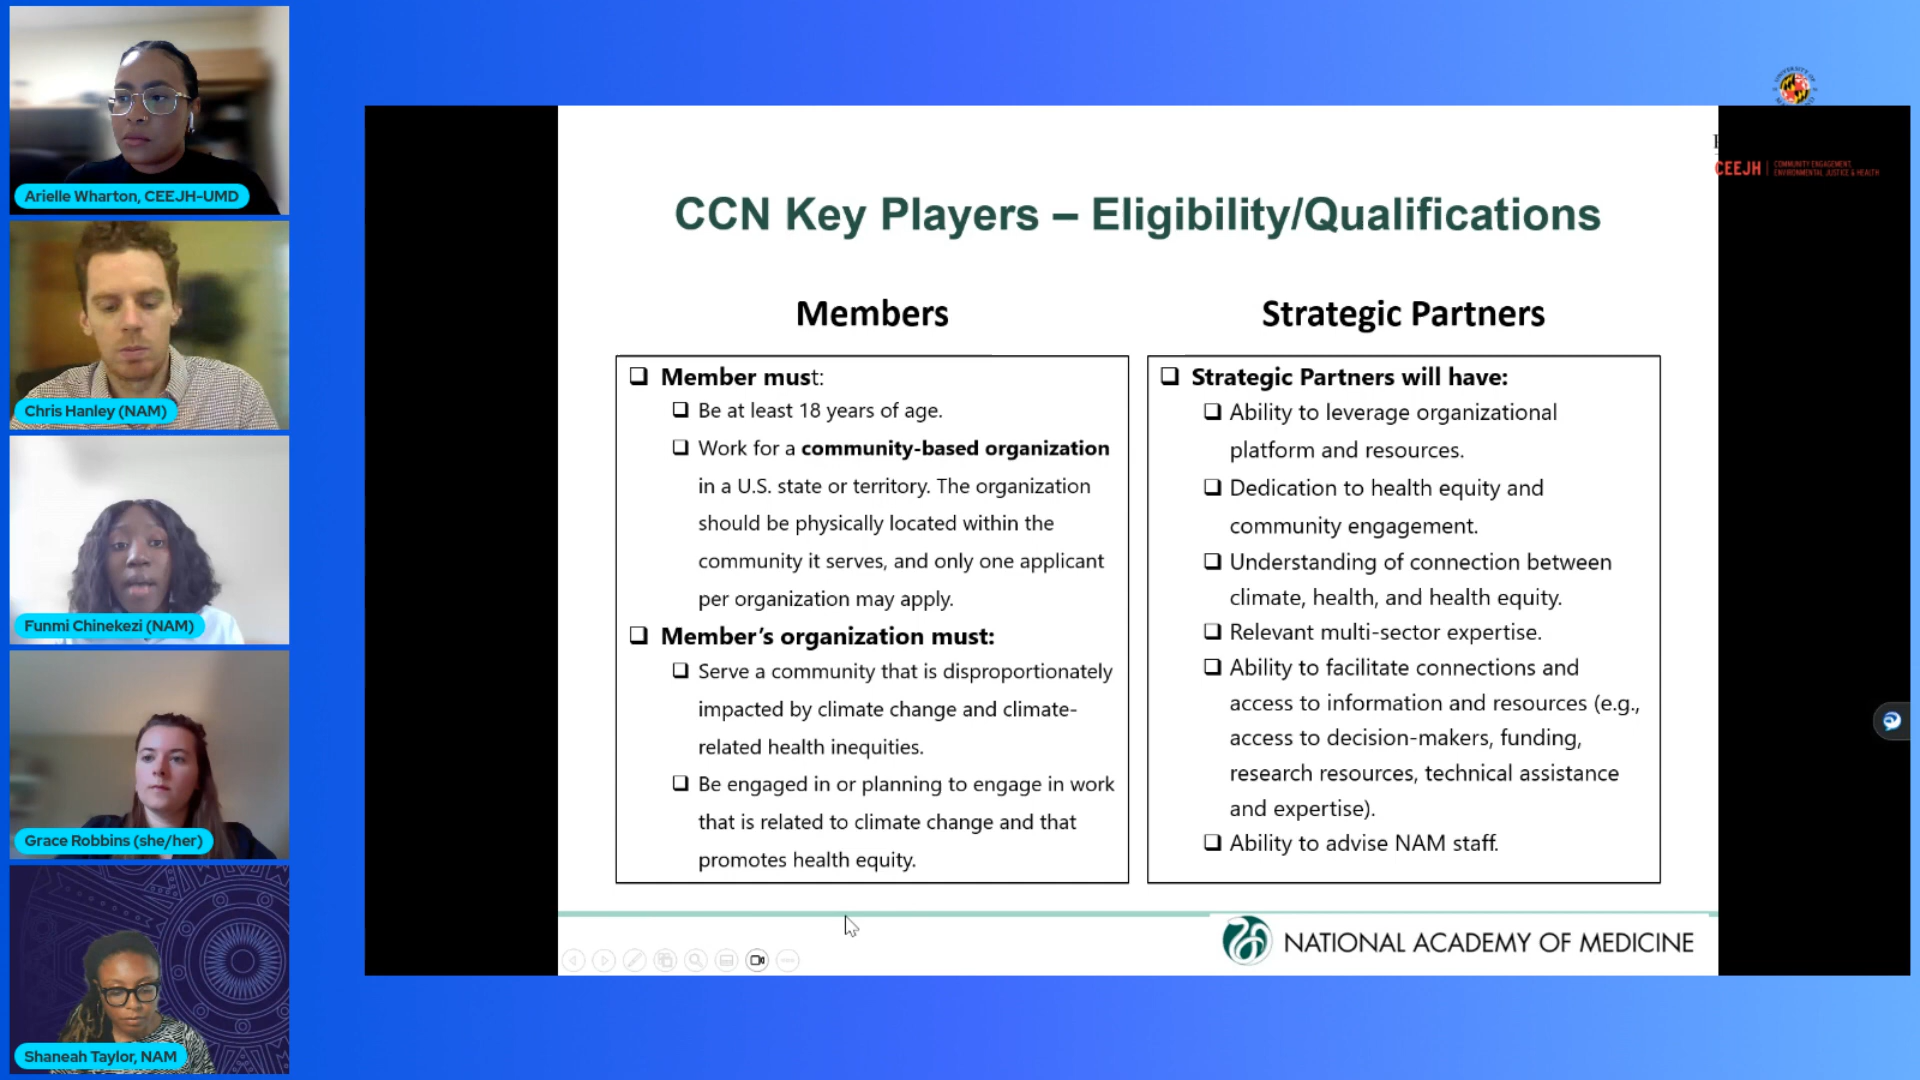 Arielle Wharton, CEEJH-UMD
Chris Hanley (NAM)
Funmi Chinekezi (NAM)
Grace Robbins (she/her)
Shaneah Taylor, NAM
CEEJH
COMMUNITY ENGAGEMENT,
ENVIRONMENTAL JUSTICE & HEALTH
CCN Key Players – Eligibility/Qualifications
Members
Member must:
Be at least 18 years of age.
Work for a community-based organization
in a U.S. state or territory. The organization
should be physically located within the
community it serves, and only one applicant
per organization may apply.
Member’s organization must:
Serve a community that is disproportionately
impacted by climate change and climate-
related health inequities.
Be engaged in or planning to engage in work
that is related to climate change and that
promotes health equity.
Strategic Partners
Strategic Partners will have:
Ability to leverage organizational
platform and resources.
Dedication to health equity and
community engagement.
Understanding of connection between
climate, health, and health equity.
Relevant multi-sector expertise.
Ability to facilitate connections and
access to information and resources (e.g.,
access to decision-makers, funding,
research resources, technical assistance
and expertise).
Ability to advise NAM staff.
NATIONAL ACADEMY OF MEDICINE